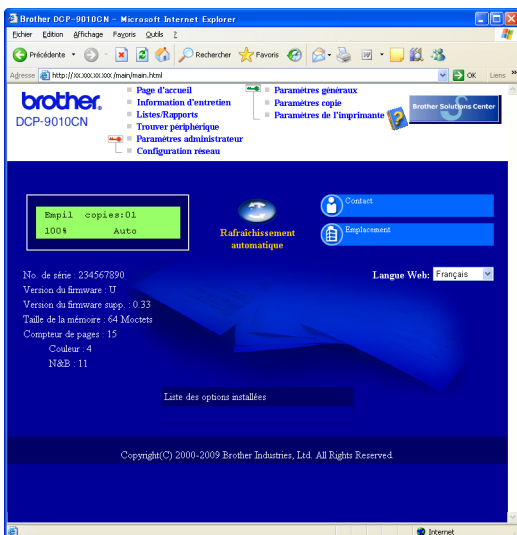 Brother DCP-9010CN - Microsoft Internet Explorer
Fichier Edition Affichage Favoris Outils ?
Précédente Rechercher Favoris
Adresse http://XX.XXX.XX.XXX/main/main.html OK Liens »
brother.
DCP-9010CN
Page d'accueil
Information d'entretien
Listes/Rapports
Trouver périphérique
Paramètres administrateur
Configuration réseau
Paramètres généraux
Paramètres copie
Paramètres de l'imprimante
Brother Solutions Center
Empil copies:01
100% Auto
Rafraîchissement
automatique
Contact
Emplacement
No. de série : 234567890
Langue Web: Français
Version du firmware : U
Version du firmware supp. : 0.33
Taille de la mémoire : 64 Moctets
Compteur de pages : 15
Couleur : 4
N&B : 11
Liste des options installées
Copyright(C) 2000-2009 Brother Industries, Ltd. All Rights Reserved.
Internet